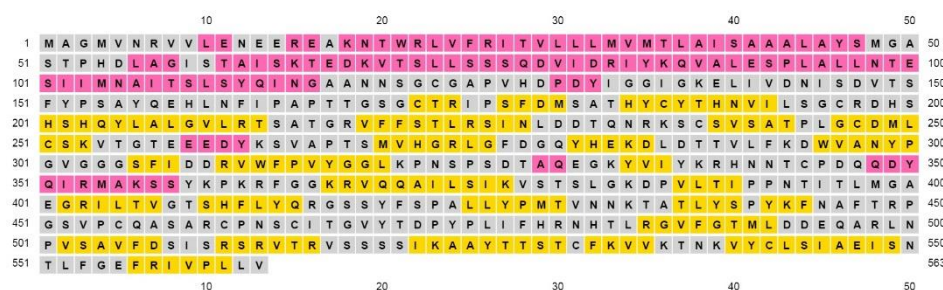 10 20 30 40 50
1 M A G M V N R V V L E N E E R E A K N T W R L V F R I T V L L L M V M T L A I S A A A L A Y S M G A 50
51 S T P H D L A G I S T A I S K T E D K V T S L L S S S Q D V I D R I Y K Q V A L E S P L A L L N T E 100
101 S I I M N A I T S L S Y Q I N G A A N N S G C G A P V H D P D Y I G G I G K E L I V D N I S D V T S 150
151 F Y P S A Y Q E H L N F I P A P T T G S G C T R I P S F D M S A T H Y C Y T H N V I L S G C R D H S 200
201 H S H Q Y L A L G V L R T S A T G R V F F S T L R S I N L D D T Q N R K S C S V S A T P L G C D M L 250
251 C S K V T G T E E E D Y K S V A P T S M V H G R L G F D G Q Y H E K D L D T T V L F K D W V A N Y P 300
301 G V G G G S F I D D R V W F P V Y G G L K P N S P S D T A Q E G K Y V I Y K R H N N T C P D Q Q D Y 350
351 Q I R M A K S S Y K P K R F G G K R V Q Q A I L S I K V S T S L G K D P V L T I P P N T I T L M G A 400
401 E G R I L T V G T S H F L Y Q R G S S Y F S P A L L Y P M T V N N K T A T L Y S P Y K F N A F T R P 450
451 G S V P C Q A S A R C P N S C I T G V Y T D P Y P L I F H R N H T L R G V F G T M L D D E Q A R L N 500
501 P V S A V F D S I S R S R V T R V S S S S I K A A Y T T S T C F K V V K T N K V Y C L S I A E I S N 550
551 T L F G E F R I V P L L V 563
10 20 30 40 50